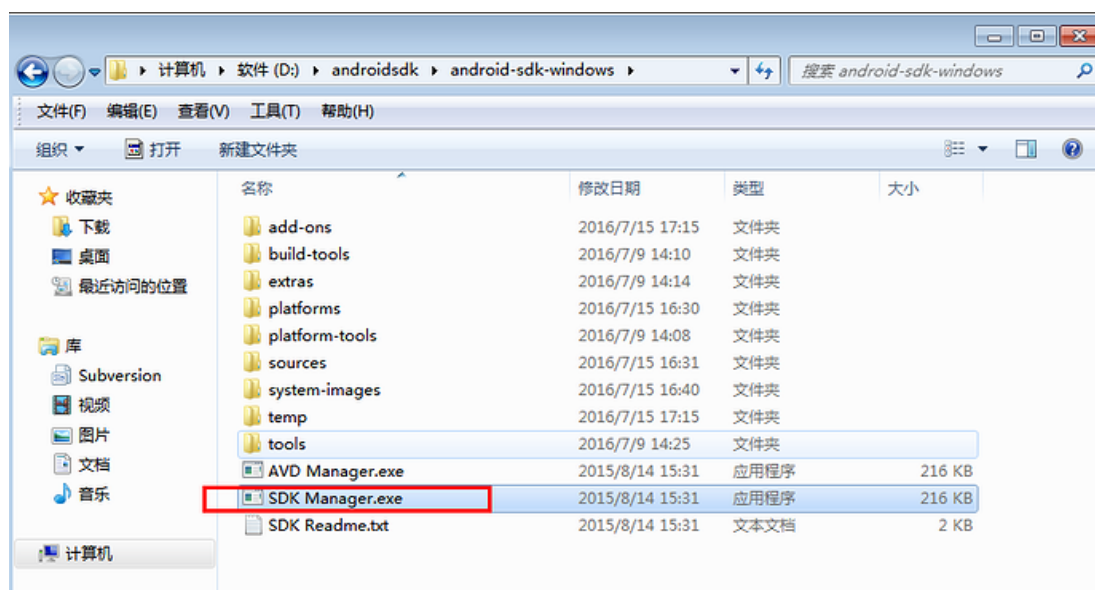 计算机 软件 (D:) androidsdk android-sdk-windows 搜索 android-sdk-windows
文件(F) 编辑(E) 查看(V) 工具(T) 帮助(H)
组织 打开 新建文件夹
收藏夹
下载
桌面
最近访问的位置
库
Subversion
视频
图片
文档
音乐
计算机
名称 修改日期 类型 大小
add-ons 2016/7/15 17:15 文件夹
build-tools 2016/7/9 14:10 文件夹
extras 2016/7/9 14:14 文件夹
platforms 2016/7/15 16:30 文件夹
platform-tools 2016/7/9 14:08 文件夹
sources 2016/7/15 16:31 文件夹
system-images 2016/7/15 16:40 文件夹
temp 2016/7/15 17:15 文件夹
tools 2016/7/9 14:25 文件夹
AVD Manager.exe 2015/8/14 15:31 应用程序 216 KB
SDK Manager.exe 2015/8/14 15:31 应用程序 216 KB
SDK Readme.txt 2015/8/14 15:31 文本文档 2 KB